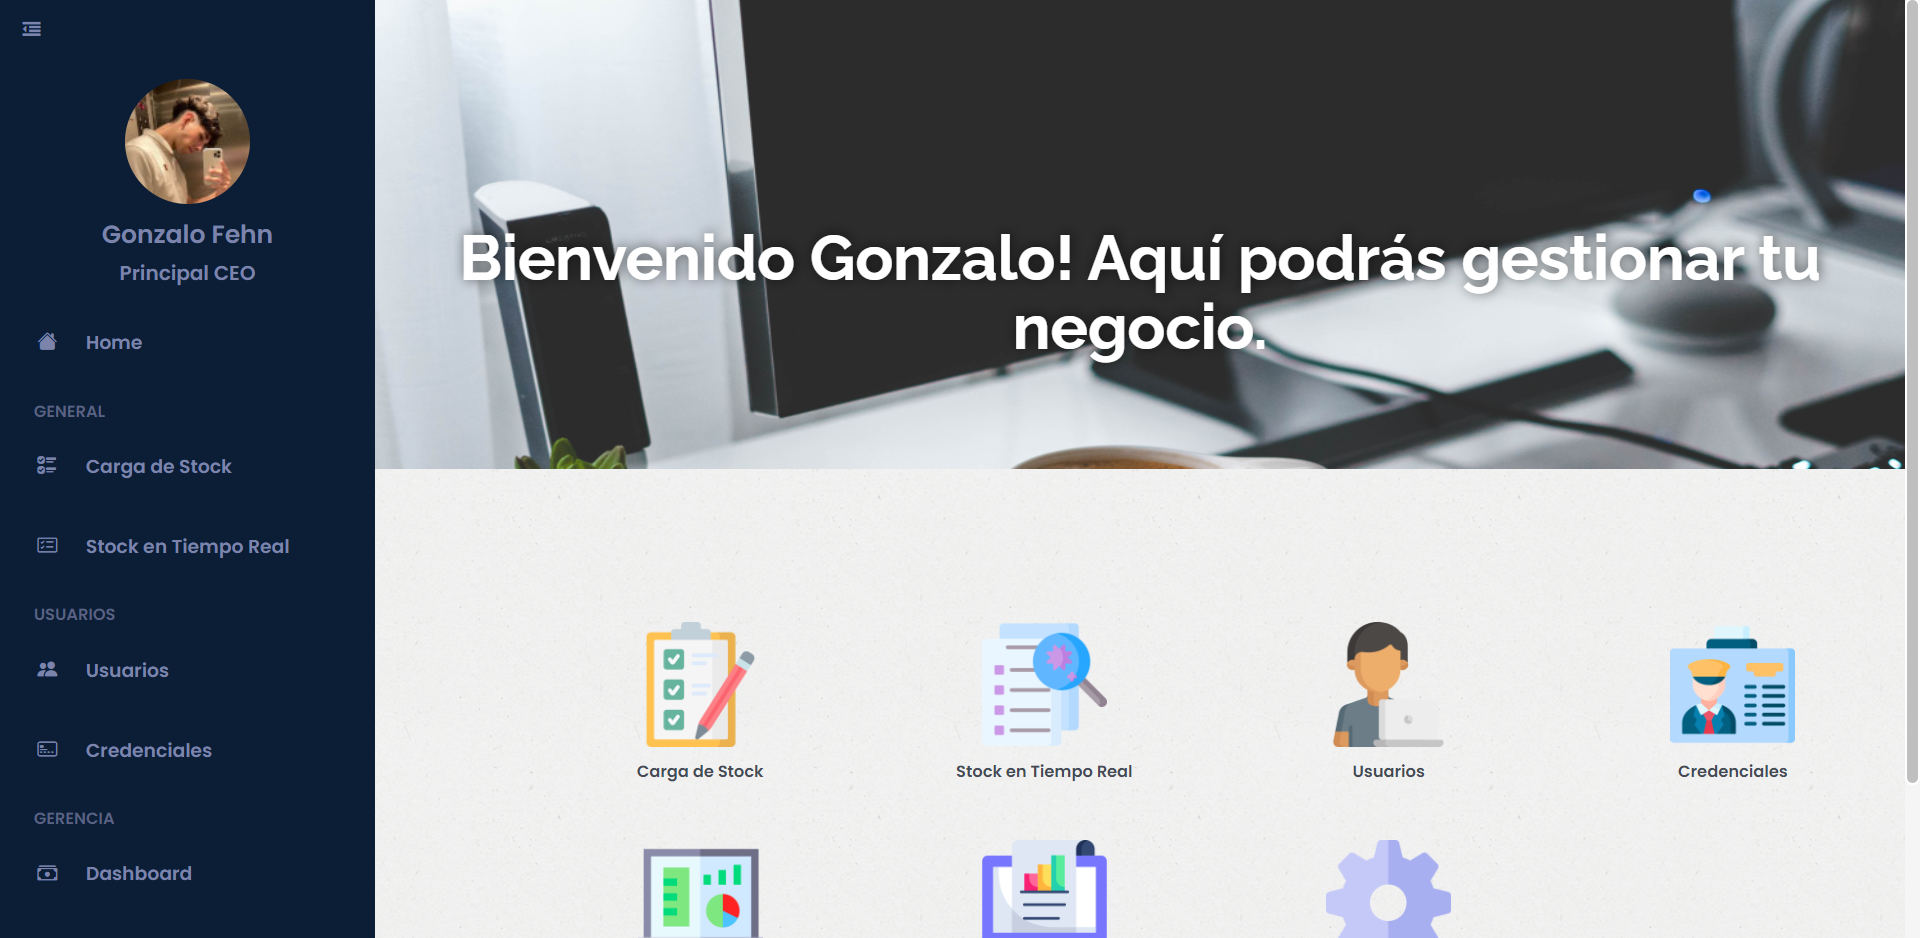 Gonzalo Fehn
Principal CEO
Home
GENERAL
Carga de Stock
Stock en Tiempo Real
USUARIOS
Usuarios
Credenciales
GERENCIA
Dashboard
Bienvenido Gonzalo! Aquí podrás gestionar tu
negocio.
Carga de Stock
Stock en Tiempo Real
Usuarios
Credenciales